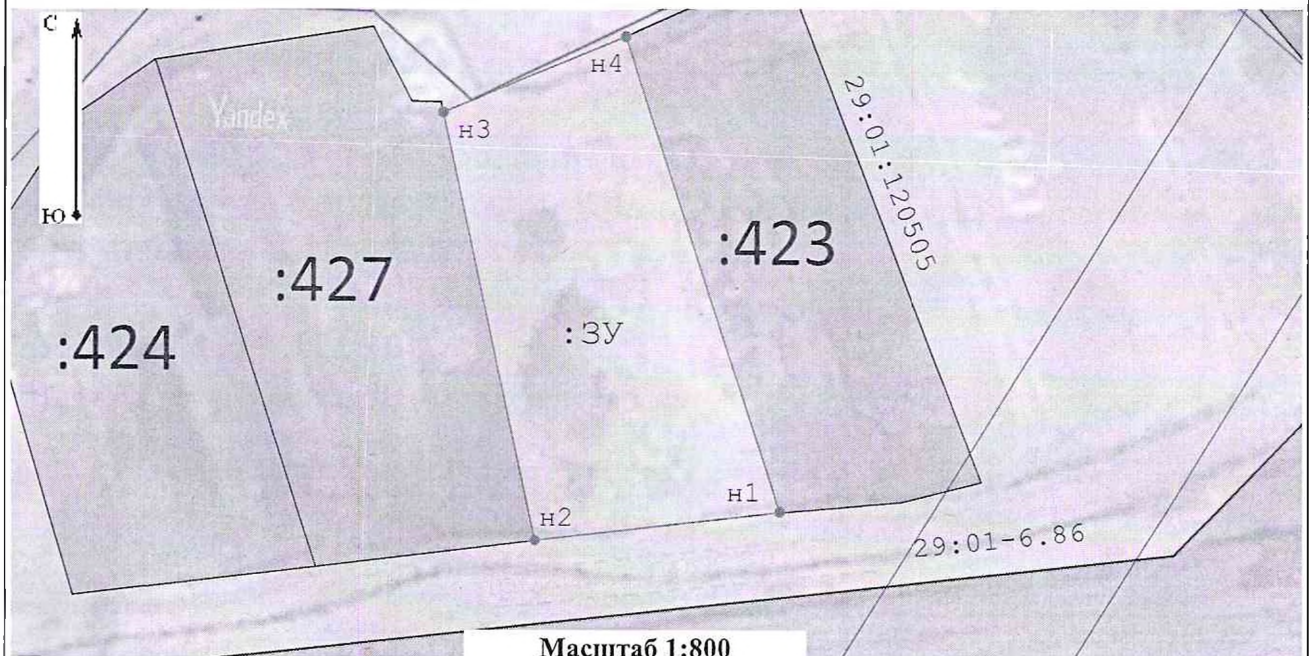 С
н4
Yandex
н3
29:01:120505
:423
:427
:ЗУ
:424
Ю
н1
н2
29:01-6.86
Масштаб 1:800